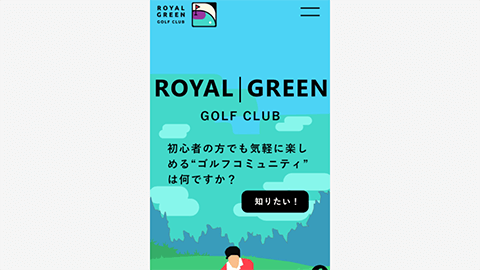 ROYAL
GREEN
GOLF CLUB
ROYAL|GREEN
GOLF CLUB
初心者の方でも気軽に楽し
める“ゴルフコミュニティ”
は何ですか？
知りたい！